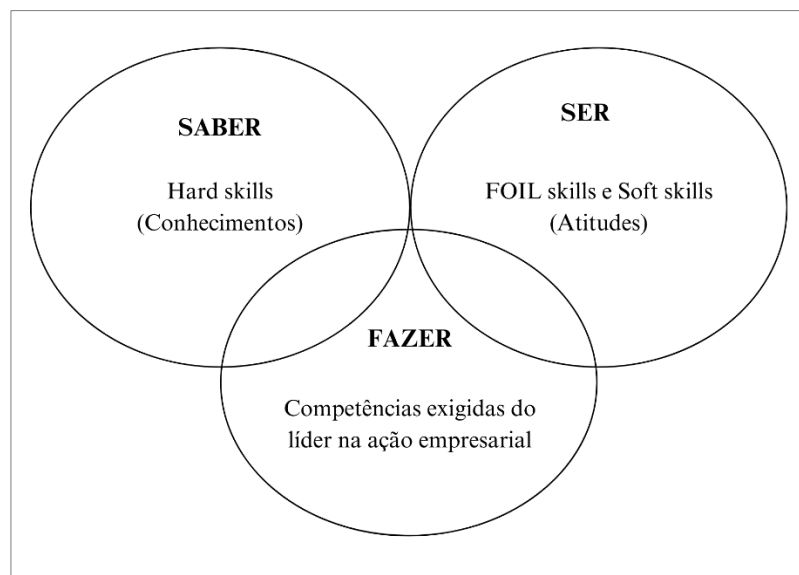 SABER
Hard skills
(Conhecimentos)
SER
FOIL skills e Soft skills
(Atitudes)
FAZER
Competências exigidas do
líder na ação empresarial